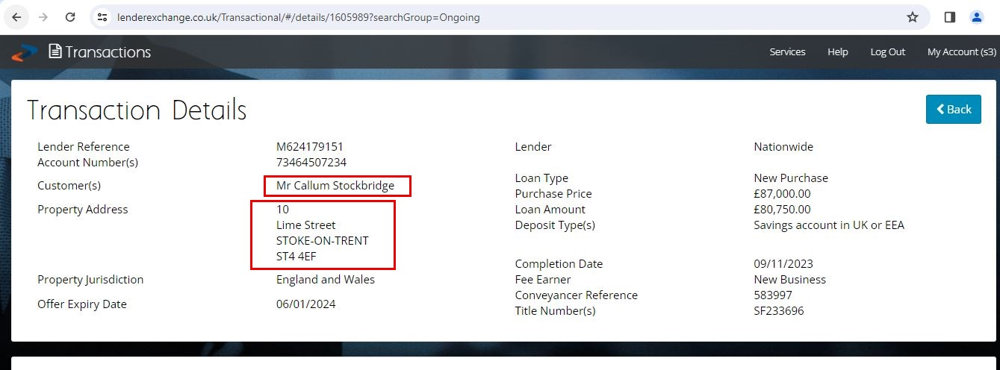 lenderexchange.co.uk/Transactional/#/details/1605989?searchGroup=Ongoing
Transactions
Services Help Log Out My Account (s3)
Transaction Details
Back
Lender Reference M624179151
Account Number(s) 73464507234
Customer(s) Mr Callum Stockbridge
Property Address 10
Lime Street
STOKE-ON-TRENT
ST4 4EF
Property Jurisdiction England and Wales
Offer Expiry Date 06/01/2024
Lender Nationwide
Loan Type New Purchase
Purchase Price £87,000.00
Loan Amount £80,750.00
Deposit Type(s) Savings account in UK or EEA
Completion Date 09/11/2023
Fee Earner New Business
Conveyancer Reference 583997
Title Number(s) SF233696